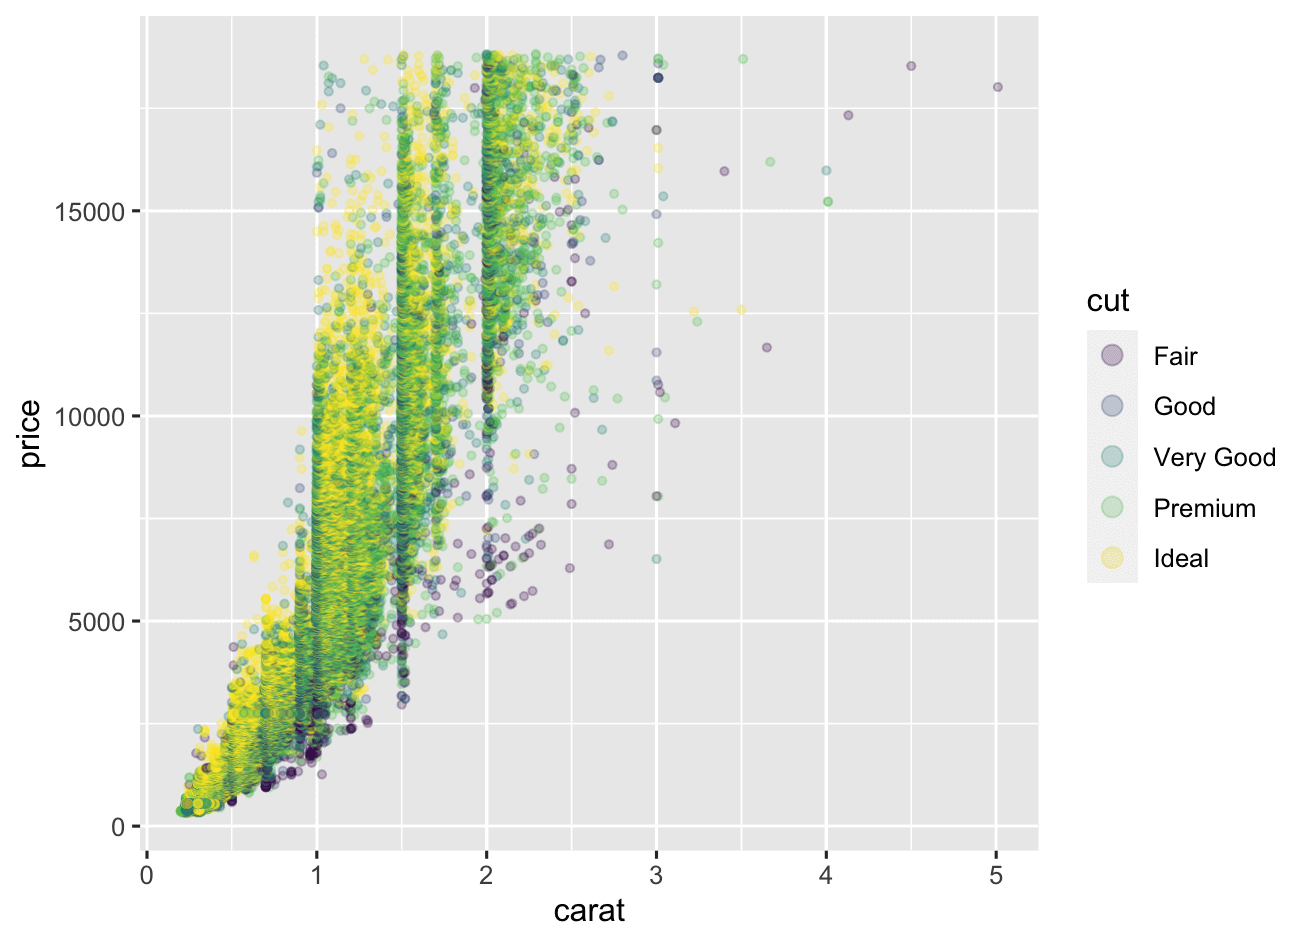 price
15000
10000
5000
0
0 1 2 3 4 5
carat
cut
Fair
Good
Very Good
Premium
Ideal